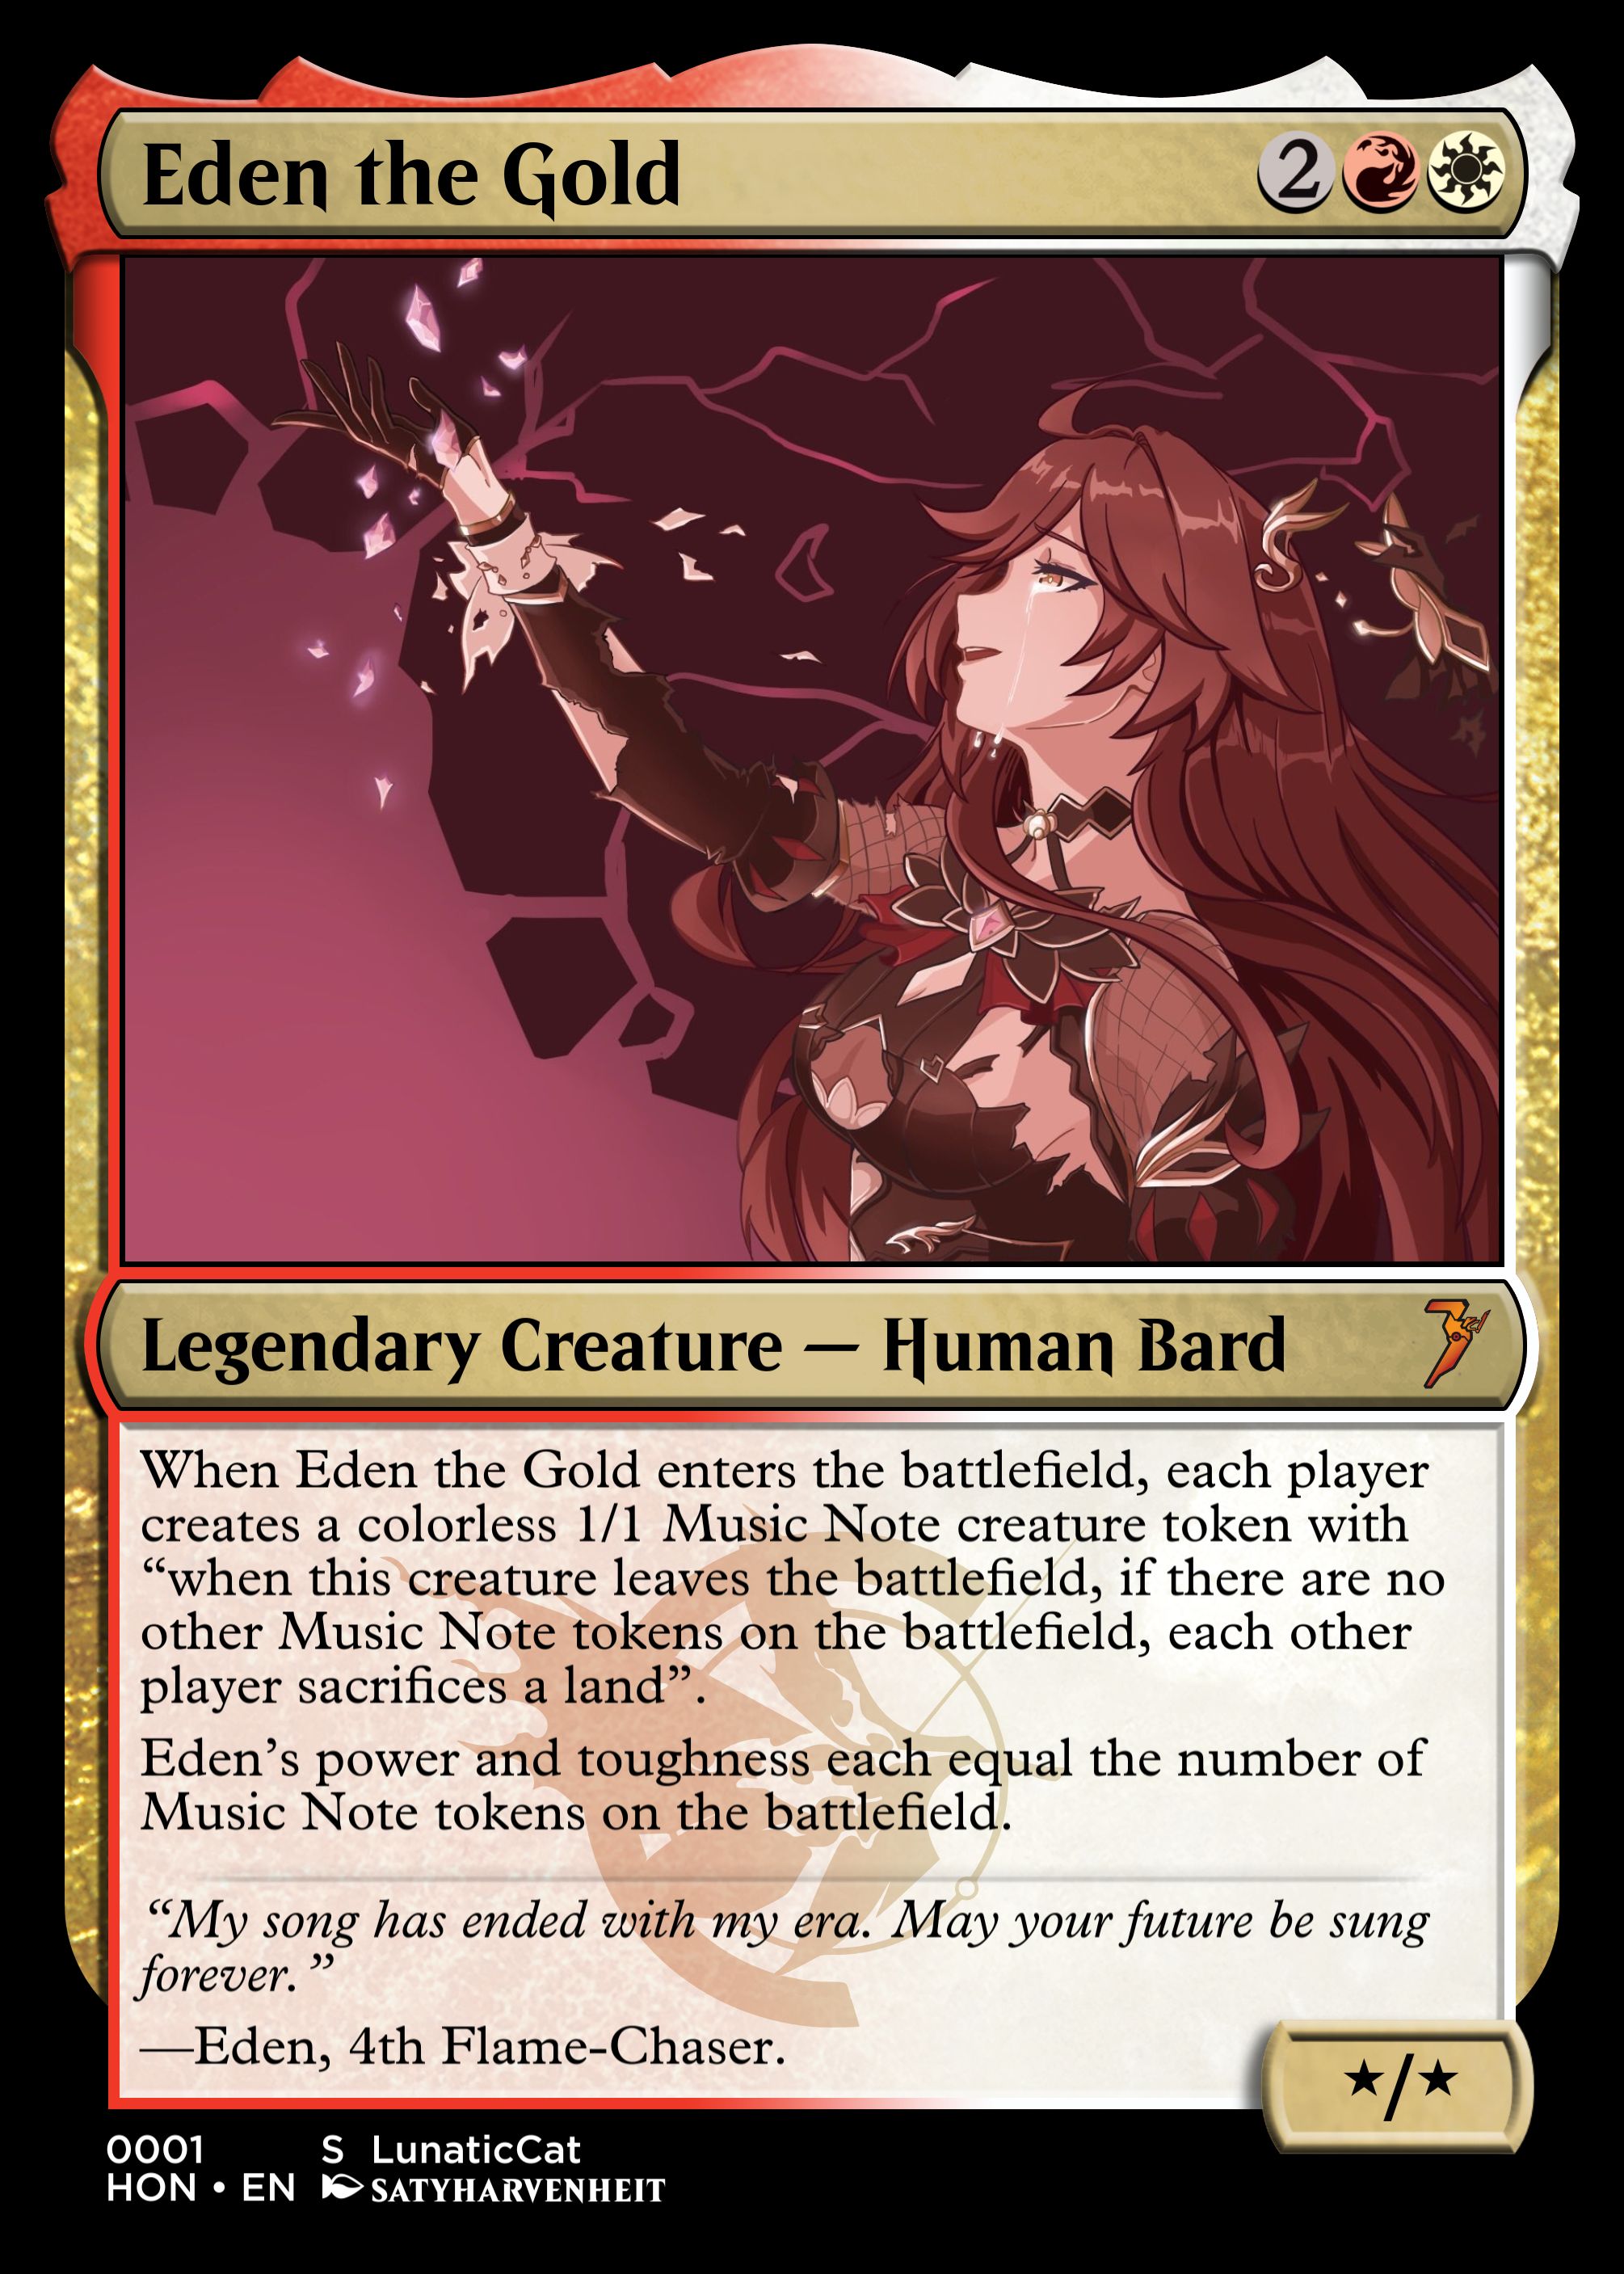 Eden the Gold 2
Legendary Creature — Human Bard
When Eden the Gold enters the battlefield, each player
creates a colorless 1/1 Music Note creature token with
“when this creature leaves the battlefield, if there are no
other Music Note tokens on the battlefield, each other
player sacrifices a land”.
Eden’s power and toughness each equal the number of
Music Note tokens on the battlefield.
“My song has ended with my era. May your future be sung
forever.”
—Eden, 4th Flame-Chaser.
★/★
0001 S LunaticCat
HON • EN SATYHARVENHEIT